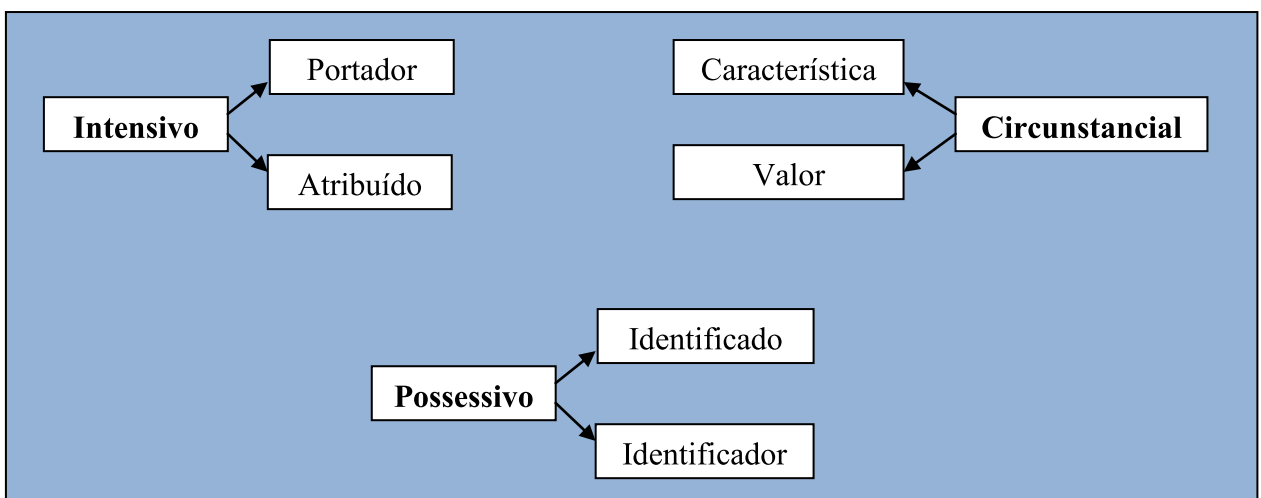 Portador
Intensivo
Atribuído
Característica
Circunstancial
Valor
Identificado
Possessivo
Identificador